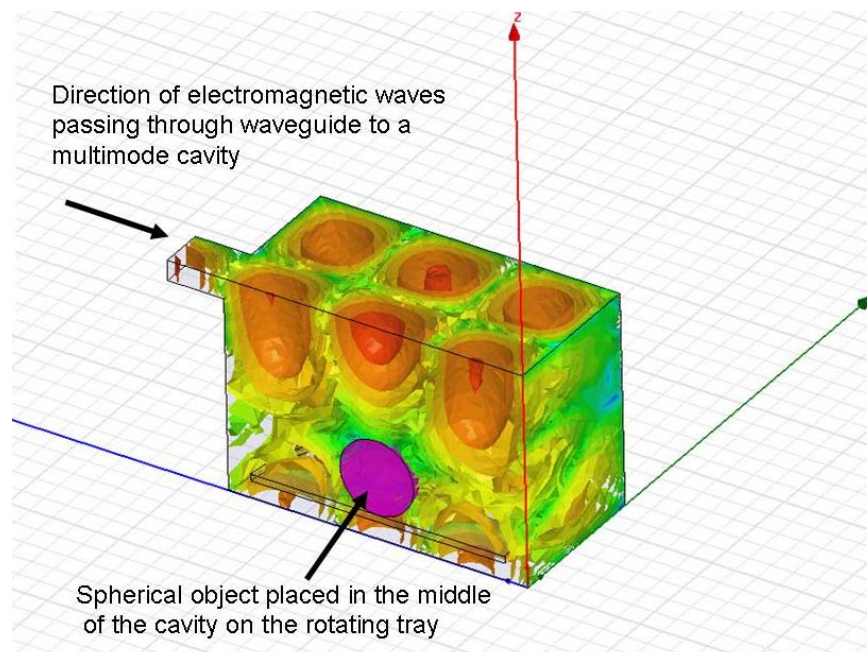 z
Direction of electromagnetic waves
passing through waveguide to a
multimode cavity
Spherical object placed in the middle
of the cavity on the rotating tray